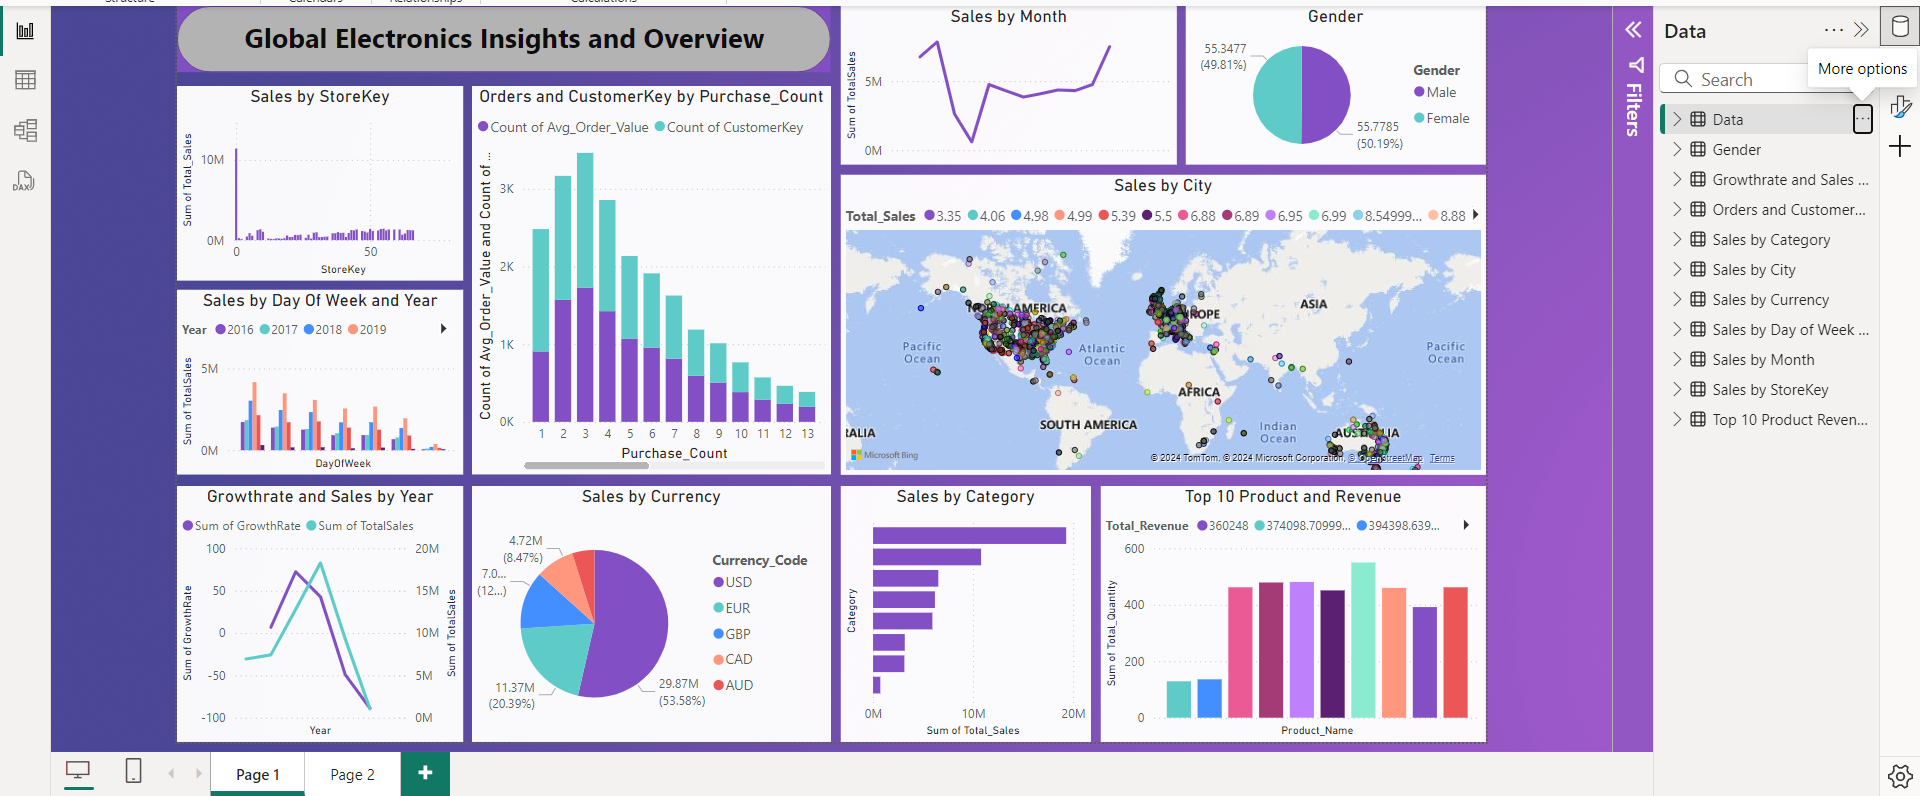 Structure
Calendars
Relationships
Calculations
Global Electronics Insights and Overview
Sales by StoreKey
Sum of Total_Sales
10M
0M
0
50
StoreKey
Orders and CustomerKey by Purchase_Count
Count of Avg_Order_Value
Count of CustomerKey
Count of Avg_Order_Value and Count of ...
3K
2K
1K
0K
1 2 3 4 5 6 7 8 9 10 11 12 13
Purchase_Count
Sales by Month
Sum of TotalSales
5M
0M
Gender
55.3477
(49.81%)
55.7785
(50.19%)
Gender
Male
Female
Sales by City
Total_Sales 3.35 4.06 4.98 4.99 5.39 5.5 6.88 6.89 6.95 6.99 8.54999... 8.88
NORTH AMERICA
EUROPE
ASIA
Pacific
Ocean
Atlantic
Ocean
Pacific
Ocean
AFRICA
SOUTH AMERICA
Indian
Ocean
RALIA
AUSTRALIA
Microsoft Bing
© 2024 TomTom, © 2024 Microsoft Corporation, © OpenStreetMap Terms
Sales by Day Of Week and Year
Year 2016 2017 2018 2019
Sum of TotalSales
5M
0M
DayOfWeek
Growthrate and Sales by Year
Sum of GrowthRate Sum of TotalSales
Sum of GrowthRate
100
50
0
-50
-100
20M
15M
10M
5M
0M
Sum of TotalSales
Year
Sales by Currency
4.72M
(8.47%)
7.0...
(12...)
11.37M
(20.39%)
29.87M
(53.58%)
Currency_Code
USD
EUR
GBP
CAD
AUD
Sales by Category
Category
0M 10M 20M
Sum of Total_Sales
Top 10 Product and Revenue
Total_Revenue 360248 374098.70999... 394398.639...
Sum of Total_Quantity
600
400
200
0
Product_Name
Filters
Data
...
More options
Search
Data
...
Gender
Growthrate and Sales ...
Orders and Customer...
Sales by Category
Sales by City
Sales by Currency
Sales by Day of Week ...
Sales by Month
Sales by StoreKey
Top 10 Product Reven...
DAX
Page 1
Page 2
+